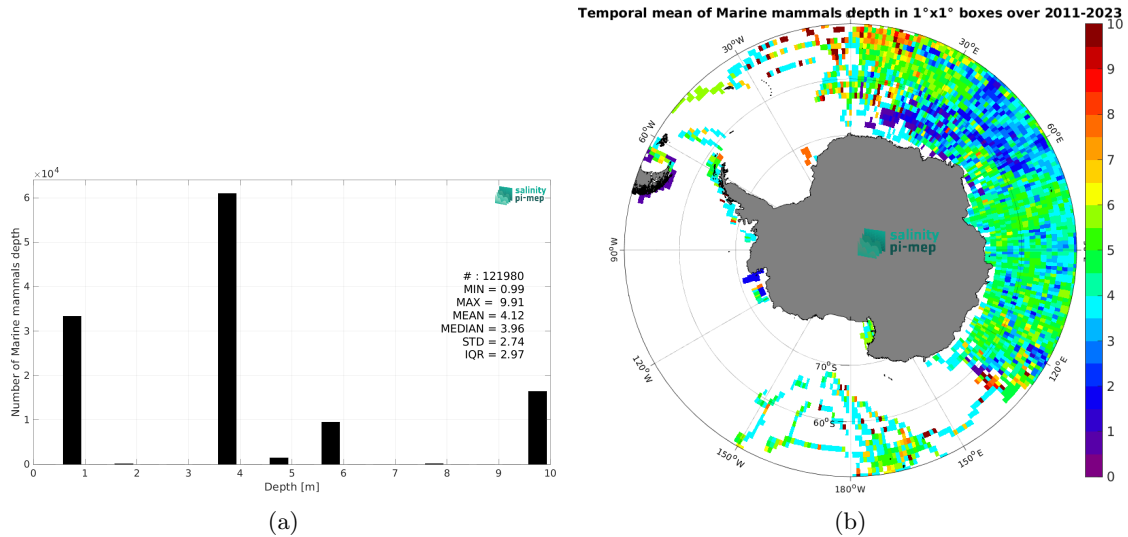 ×10⁴
6
5
4
3
2
1
0
Number of Marine mammals depth
salinity
pi-mep
# : 121980
MIN = 0.99
MAX = 9.91
MEAN = 4.12
MEDIAN = 3.96
STD = 2.74
IQR = 2.97
0 1 2 3 4 5 6 7 8 9 10
Depth [m]
(a)
Temporal mean of Marine mammals depth in 1°x1° boxes over 2011-2023
30°W
30°E
60°W
60°E
90°W
120°W
120°E
150°W
150°E
180°W
70°S
60°S
salinity
pi-mep
10
9
8
7
6
5
4
3
2
1
0
(b)